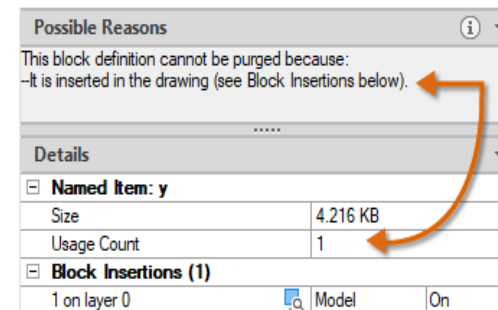 Possible Reasons
This block definition cannot be purged because:
--It is inserted in the drawing (see Block Insertions below).
Details
Named Item: y
Size 4.216 KB
Usage Count 1
Block Insertions (1)
1 on layer 0 Model On